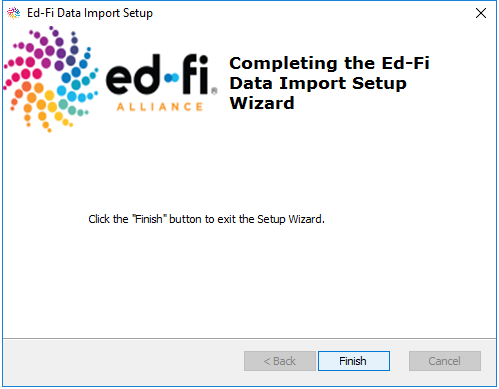 Ed-Fi Data Import Setup
ed-fi®
ALLIANCE
Completing the Ed-Fi
Data Import Setup
Wizard
Click the "Finish" button to exit the Setup Wizard.
< Back
Finish
Cancel